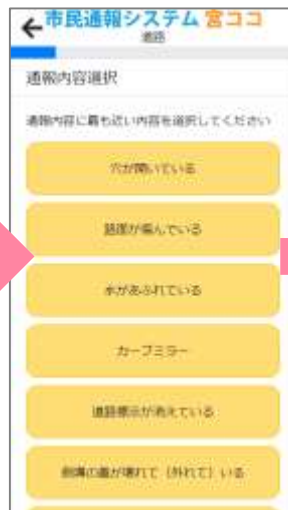 市民通報システム 宮ココ
道路
通報内容選択
通報内容に最も近い内容を選択してください
穴が開いている
路面が傷んでいる
水があふれている
カーブミラー
道路標示が消えている
側溝の蓋が壊れて（外れて）いる